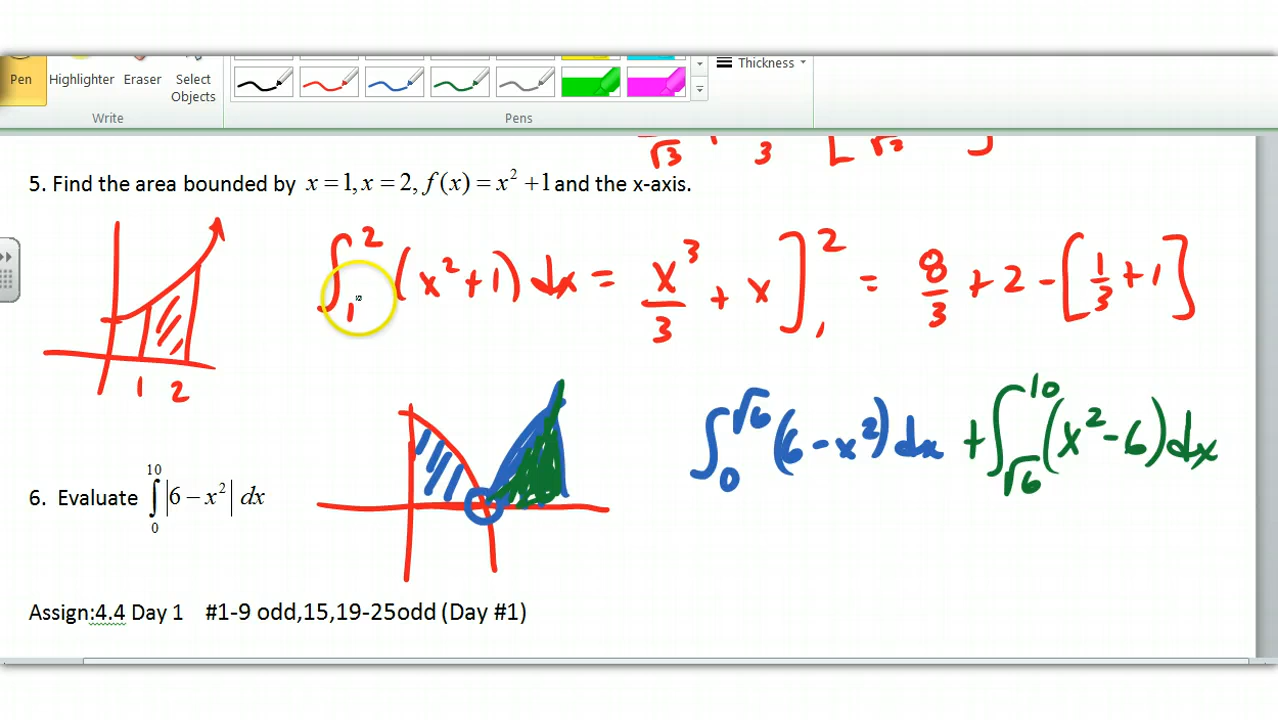 Pen Highlighter Eraser Select Objects
Thickness
Write Pens
√3 3 [ √3 ]
5. Find the area bounded by x = 1, x = 2, f(x) = x² + 1 and the x-axis.
∫₁² (x² + 1) dx = x³/3 + x ]₁² = 8/3 + 2 - [1/3 + 1]
1 2
∫₀^√6 (6 - x²) dx + ∫_√6^10 (x² - 6) dx
6. Evaluate ∫₀¹⁰ |6 − x²| dx
Assign:4.4 Day 1 #1-9 odd,15,19-25odd (Day #1)